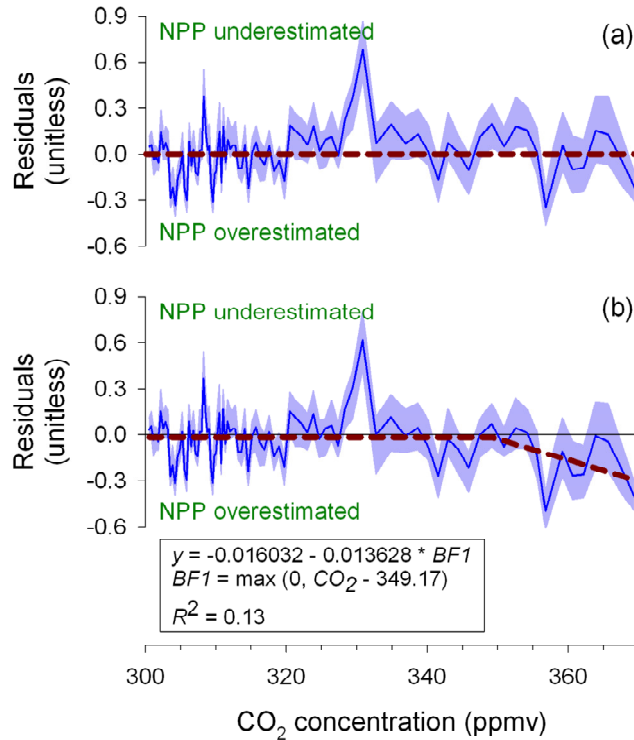 0.9
NPP underestimated
(a)
0.6
0.3
0.0
-0.3
NPP overestimated
-0.6
Residuals
(unitless)
0.9
NPP underestimated
(b)
0.6
0.3
0.0
-0.3
-0.6
NPP overestimated
Residuals
(unitless)
y = -0.016032 - 0.013628 * BF1
BF1 = max (0, CO2 - 349.17)
R2 = 0.13
300 320 340 360
CO2 concentration (ppmv)